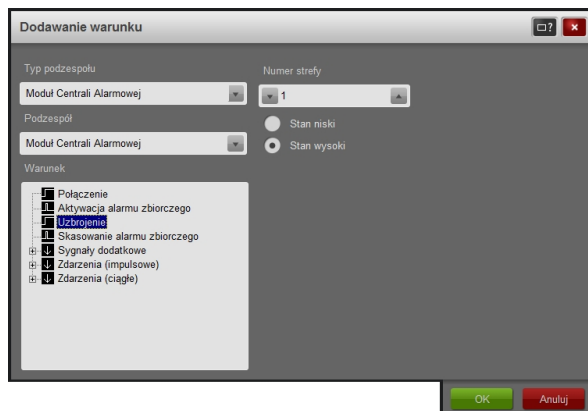 Dodawanie warunku
Typ podzespołu
Moduł Centrali Alarmowej
Podzespół
Moduł Centrali Alarmowej
Warunek
Połączenie
Aktywacja alarmu zbiorczego
Uzbrojenie
Skasowanie alarmu zbiorczego
Sygnały dodatkowe
Zdarzenia (impulsowe)
Zdarzenia (ciągłe)
Numer strefy
1
Stan niski
Stan wysoki
OK
Anuluj